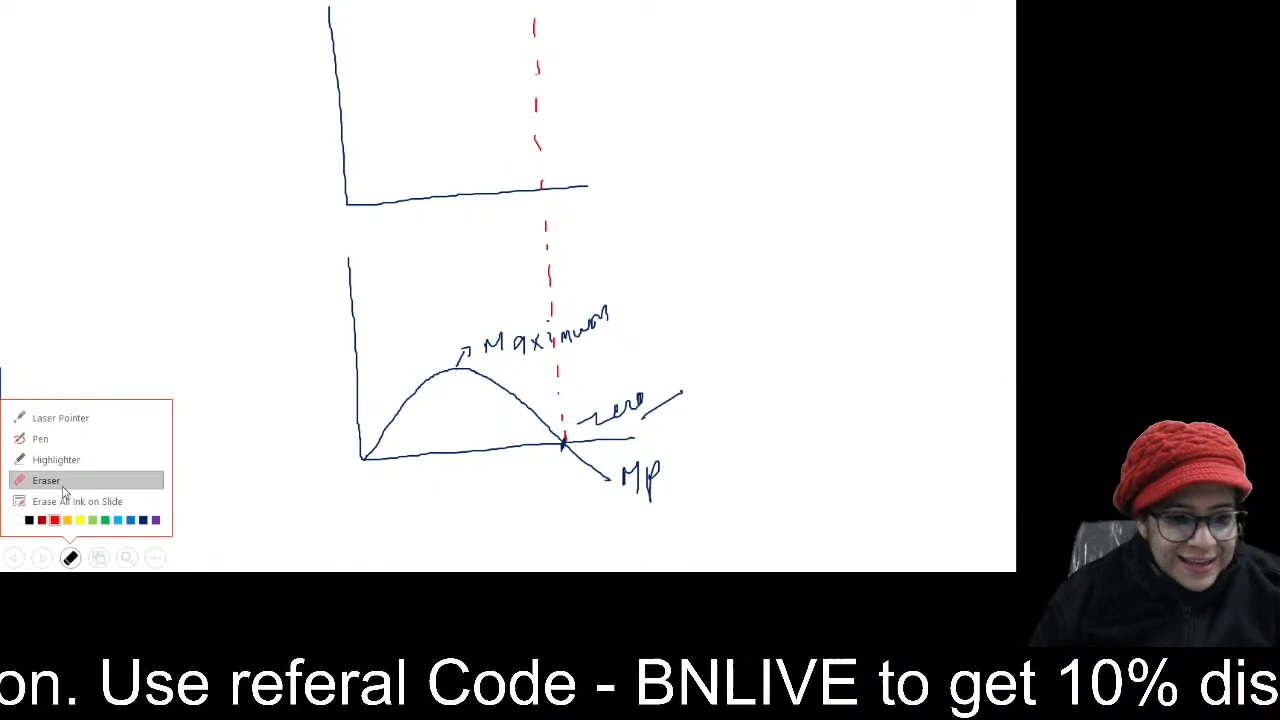 Maximum
Zero
MP
Laser Pointer
Pen
Highlighter
Eraser
Erase All Ink on Slide
on. Use referal Code - BNLIVE to get 10% dis